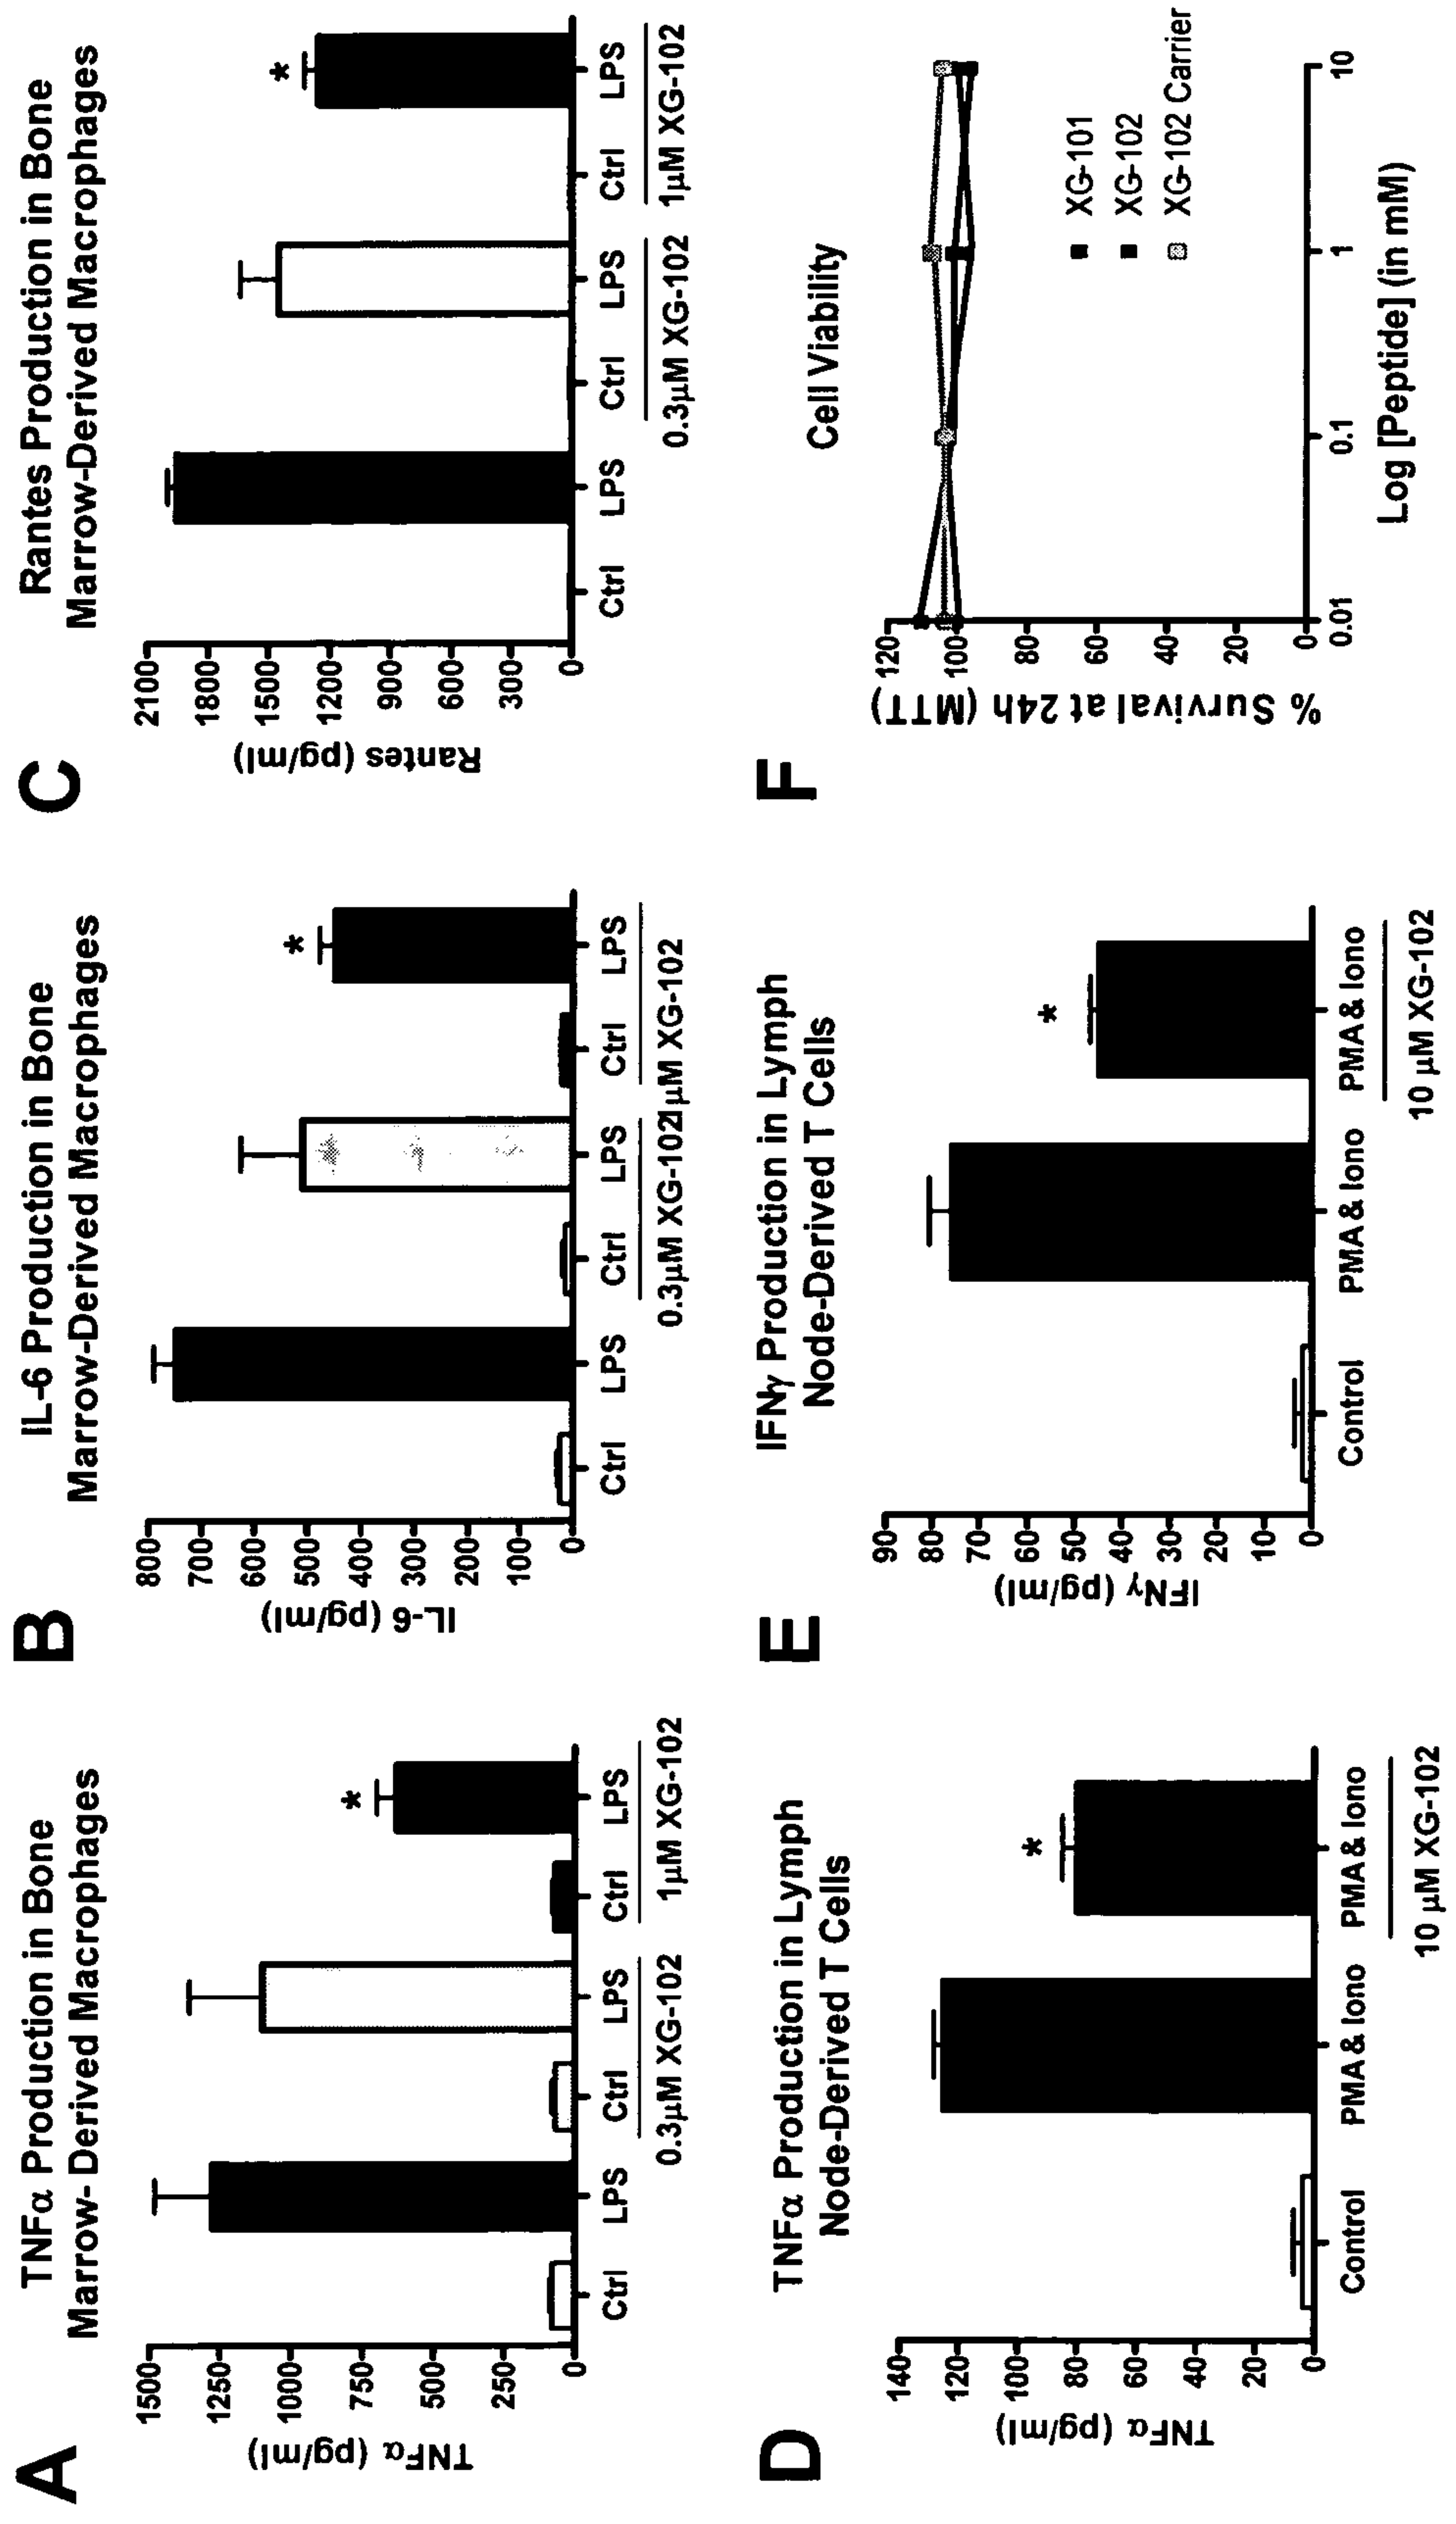 A
TNFα Production in Bone
Marrow- Derived Macrophages
TNFα (pg/ml)
1500
1250
1000
750
500
250
0
Ctrl LPS Ctrl LPS Ctrl LPS
0.3µM XG-102 1µM XG-102
*
B
IL-6 Production in Bone
Marrow-Derived Macrophages
IL-6 (pg/ml)
800
700
600
500
400
300
200
100
0
Ctrl LPS Ctrl LPS Ctrl LPS
0.3µM XG-102 1µM XG-102
*
C
Rantes Production in Bone
Marrow-Derived Macrophages
Rantes (pg/ml)
2100
1800
1500
1200
900
600
300
0
Ctrl LPS Ctrl LPS Ctrl LPS
0.3µM XG-102 1µM XG-102
*
D
TNFα Production in Lymph
Node-Derived T Cells
TNFα (pg/ml)
140
120
100
80
60
40
20
0
Control PMA & Iono PMA & Iono
10 µM XG-102
*
E
IFNγ Production in Lymph
Node-Derived T Cells
IFNγ (pg/ml)
90
80
70
60
50
40
30
20
10
0
Control PMA & Iono PMA & Iono
10 µM XG-102
*
F
Cell Viability
% Survival at 24h (MTT)
120
100
80
60
40
20
0
XG-101
XG-102
XG-102 Carrier
0.01 0.1 1 10
Log [Peptide] (in mM)